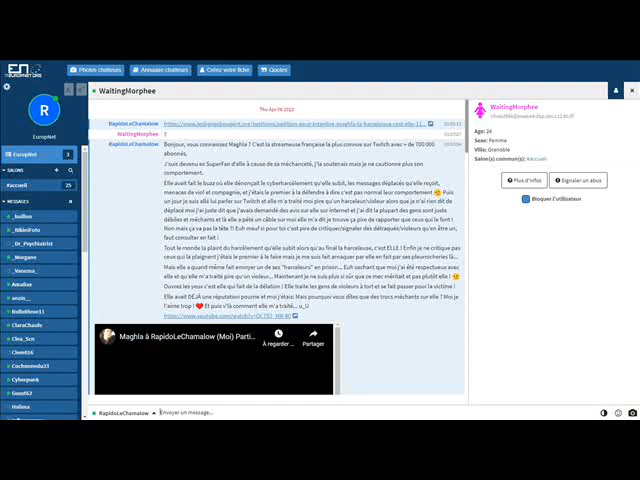 EN
EUROPNET.ORG
Photos chatteurs
Annuaire chatteurs
Créez votre fiche
Quotes
R
EuropNet
EuropNet 3
SALONS
#accueil 25
MESSAGES
_bullion
_BikiniFoto
_Dr_Psychiatrist
_Morgane
_Vanessa_
Amaliax
anais_
ClaraChaufe
Clea_Scn
Clement16
Cochonnedu33
Cyberpunk
Guest62
Halima
WaitingMorphee
Thu Apr 06 2023
RapidoLeChamalow
WaitingMorphee ?
RapidoLeChamalow Bonjour, vous connaissez Maghla ? C'est la streameuse la plus connue sur Twitch avec + de 700 000
abonnés.
J'suis devenu ex SuperFan d'elle à cause de sa méchanceté, j'la soutenais mais je ne cautionne plus son
comportement.
Elle avait fait le buzz où elle dénonçait le cyberharcèlement qu'elle subit, les messages déplacés qu'elle reçoit,
menaces de viol et compagnie, et j'étais le premier à la défendre à dire c'est pas normal leur comportement 😕 Puis
un jour je suis allé lui parler sur Twitch et elle m'a traité moi pire qu'un harceleur/violeur alors que je n'ai rien dit de
déplacé moi j'ai juste dit que j'avais demandé des avis sur elle sur internet et j'ai dit la plupart des gens sont juste
débiles et méchants et là elle a pété un câble sur moi elle m'a dit je trouve ça pire de rapporter que ceux qui le font !
Non mais ça va pas la tête ?! Euh meuf si pour toi c'est pire de critiquer/signaler des détraqués/violeurs qu'en être un,
faut consulter en fait !
Tout le monde la plaint du harcèlement qu'elle subit alors qu'au final la harceleuse, c'est ELLE ! Enfin je ne critique pas
ceux qui la plaignent j'étais le premier à le faire mais je me suis fait arnaquer par elle en fait par ses pleurnicheries là...
Mais elle a quand même fait envoyer un de ses "harceleurs" en prison... Euh sachant que moi j'ai été respectueux avec
elle et qu'elle m'a traité pire qu'un violeur... Maintenant je ne suis plus si sûr que ce mec méritait et pas plutôt elle ! 😕
Ouvrez les yeux c'est elle qui fait de la délation ! Elle traite les gens de violeurs à tort et se fait passer pour la victime !
Elle avait DÉJÀ une réputation pourrie et moi j'étais: Mais pourquoi vous dites que des trocs méchants sur elle ? Moi je
l'aime trop ! ❤ Et puis v'là comment elle m'a traité... u_U
Maghla à RapidoLeChamalow (Moi) Parti...
À regarder ...
Partager
RapidoLeChamalow
Envoyer un message...
WaitingMorphee
Age: 24
Sexe: Femme
Ville: Grenoble
Salon(s) commun(s): #accueil
Plus d'infos
Signaler un abus
Bloquer l'utilisateur